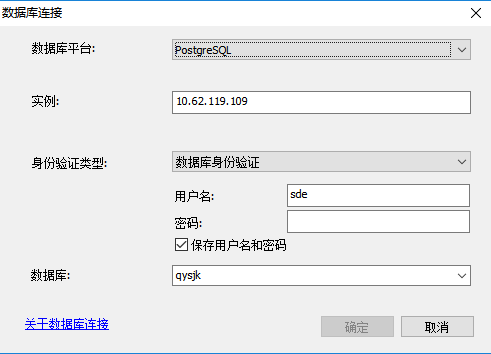 数据库连接
数据库平台: PostgreSQL
实例: 10.62.119.109
身份验证类型: 数据库身份验证
用户名: sde
密码:
保存用户名和密码
数据库: qysjk
关于数据库连接 确定 取消